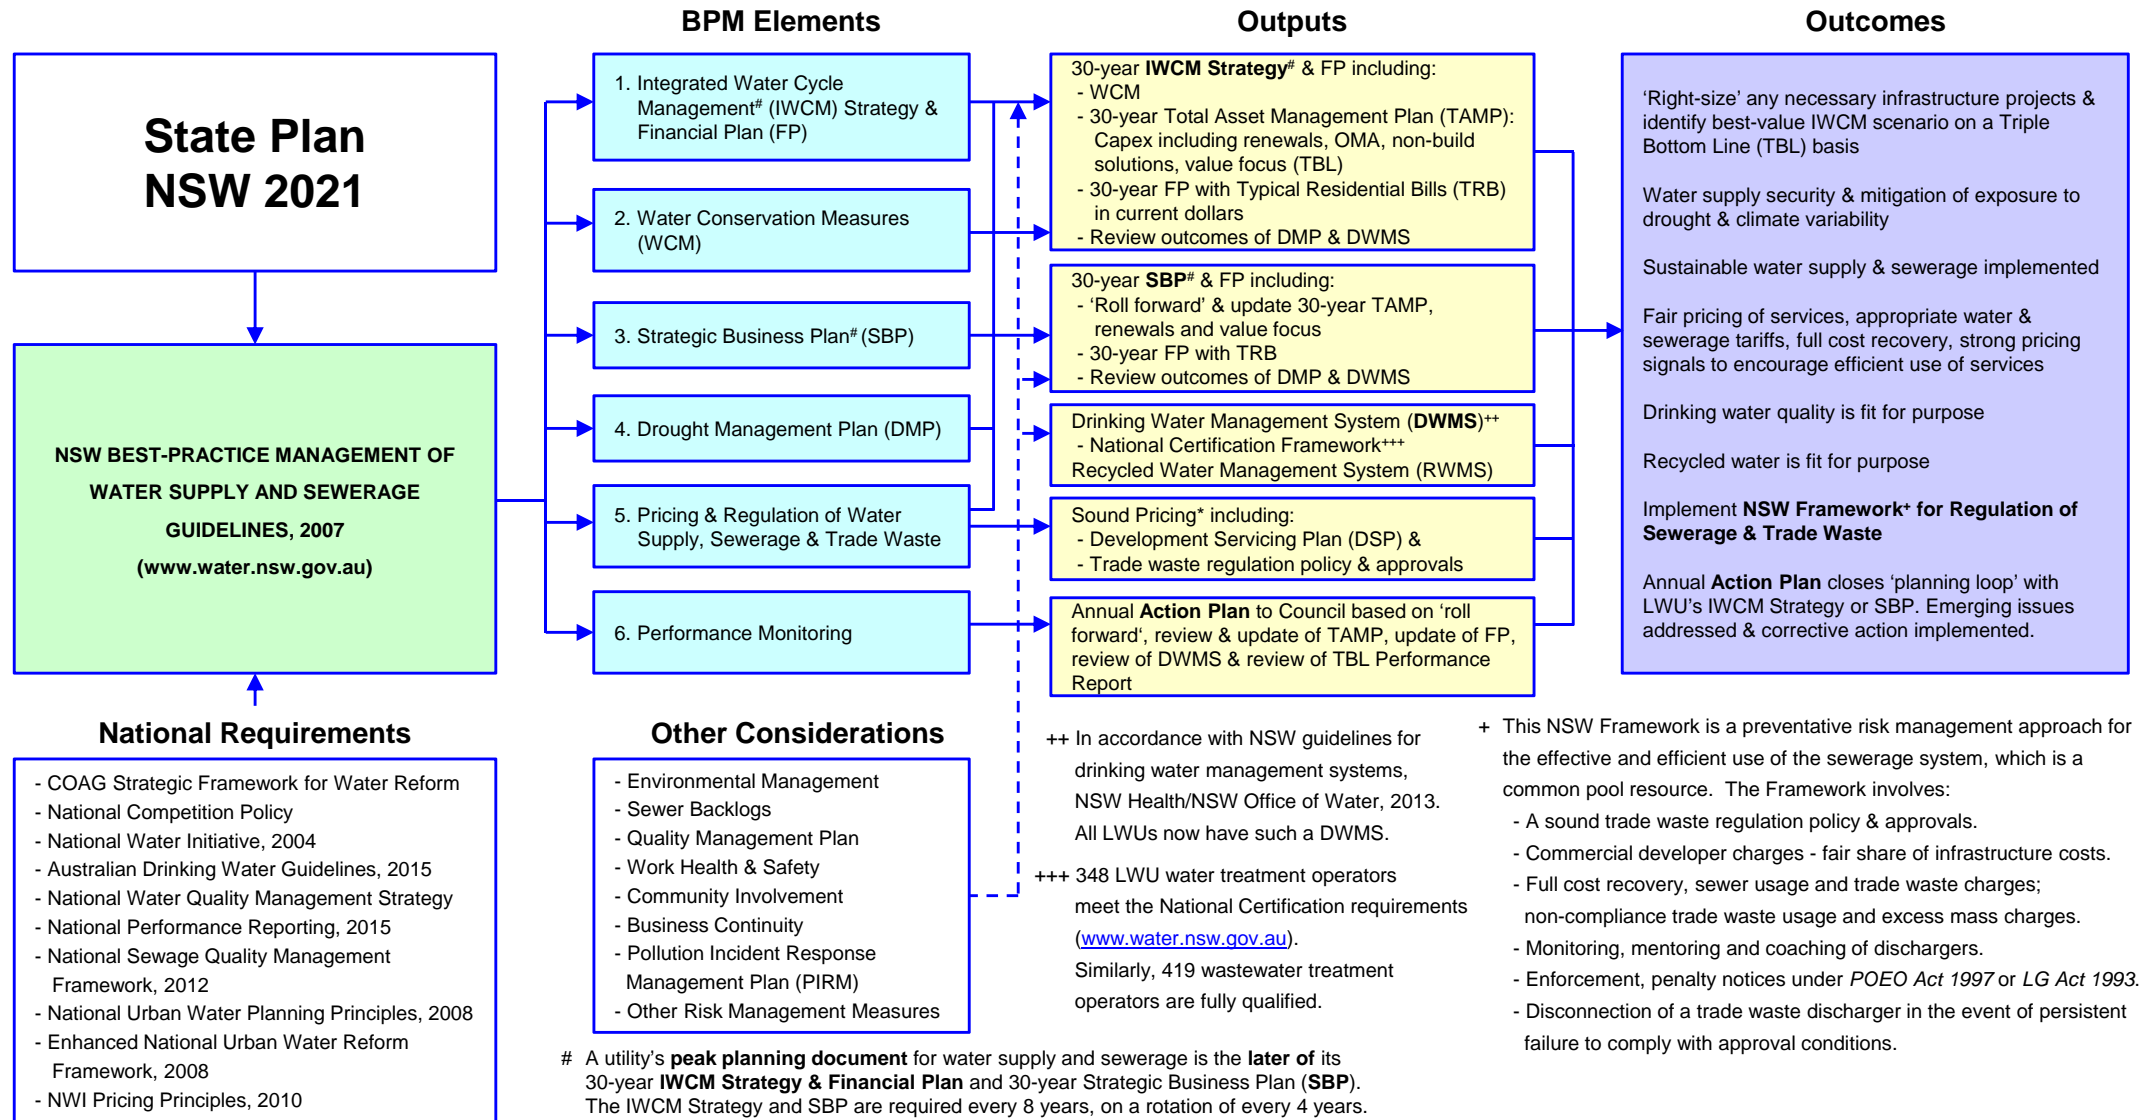 BPM Elements
Outputs
Outcomes
State Plan
NSW 2021
NSW BEST-PRACTICE MANAGEMENT OF
WATER SUPPLY AND SEWERAGE
GUIDELINES, 2007
(www.water.nsw.gov.au)
National Requirements
- COAG Strategic Framework for Water Reform
- National Competition Policy
- National Water Initiative, 2004
- Australian Drinking Water Guidelines, 2015
- National Water Quality Management Strategy
- National Performance Reporting, 2015
- National Sewage Quality Management
Framework, 2012
- National Urban Water Planning Principles, 2008
- Enhanced National Urban Water Reform
Framework, 2008
- NWI Pricing Principles, 2010
1. Integrated Water Cycle
Management# (IWCM) Strategy &
Financial Plan (FP)
2. Water Conservation Measures
(WCM)
3. Strategic Business Plan# (SBP)
4. Drought Management Plan (DMP)
5. Pricing & Regulation of Water
Supply, Sewerage & Trade Waste
6. Performance Monitoring
Other Considerations
- Environmental Management
- Sewer Backlogs
- Quality Management Plan
- Work Health & Safety
- Community Involvement
- Business Continuity
- Pollution Incident Response
Management Plan (PIRM)
- Other Risk Management Measures
30-year IWCM Strategy# & FP including:
- WCM
- 30-year Total Asset Management Plan (TAMP):
Capex including renewals, OMA, non-build
solutions, value focus (TBL)
- 30-year FP with Typical Residential Bills (TRB)
in current dollars
- Review outcomes of DMP & DWMS
30-year SBP# & FP including:
- ‘Roll forward’ & update 30-year TAMP,
renewals and value focus
- 30-year FP with TRB
- Review outcomes of DMP & DWMS
Drinking Water Management System (DWMS)++
- National Certification Framework+++
Recycled Water Management System (RWMS)
Sound Pricing* including:
- Development Servicing Plan (DSP) &
- Trade waste regulation policy & approvals
Annual Action Plan to Council based on ‘roll
forward‘, review & update of TAMP, update of FP,
review of DWMS & review of TBL Performance
Report
‘Right-size’ any necessary infrastructure projects &
identify best-value IWCM scenario on a Triple
Bottom Line (TBL) basis
Water supply security & mitigation of exposure to
drought & climate variability
Sustainable water supply & sewerage implemented
Fair pricing of services, appropriate water &
sewerage tariffs, full cost recovery, strong pricing
signals to encourage efficient use of services
Drinking water quality is fit for purpose
Recycled water is fit for purpose
Implement NSW Framework+ for Regulation of
Sewerage & Trade Waste
Annual Action Plan closes ‘planning loop’ with
LWU’s IWCM Strategy or SBP. Emerging issues
addressed & corrective action implemented.
++ In accordance with NSW guidelines for
drinking water management systems,
NSW Health/NSW Office of Water, 2013.
All LWUs now have such a DWMS.
+++ 348 LWU water treatment operators
meet the National Certification requirements
(www.water.nsw.gov.au).
Similarly, 419 wastewater treatment
operators are fully qualified.
+ This NSW Framework is a preventative risk management approach for
the effective and efficient use of the sewerage system, which is a
common pool resource. The Framework involves:
- A sound trade waste regulation policy & approvals.
- Commercial developer charges - fair share of infrastructure costs.
- Full cost recovery, sewer usage and trade waste charges;
non-compliance trade waste usage and excess mass charges.
- Monitoring, mentoring and coaching of dischargers.
- Enforcement, penalty notices under POEO Act 1997 or LG Act 1993.
- Disconnection of a trade waste discharger in the event of persistent
failure to comply with approval conditions.
# A utility’s peak planning document for water supply and sewerage is the later of its
30-year IWCM Strategy & Financial Plan and 30-year Strategic Business Plan (SBP).
The IWCM Strategy and SBP are required every 8 years, on a rotation of every 4 years.